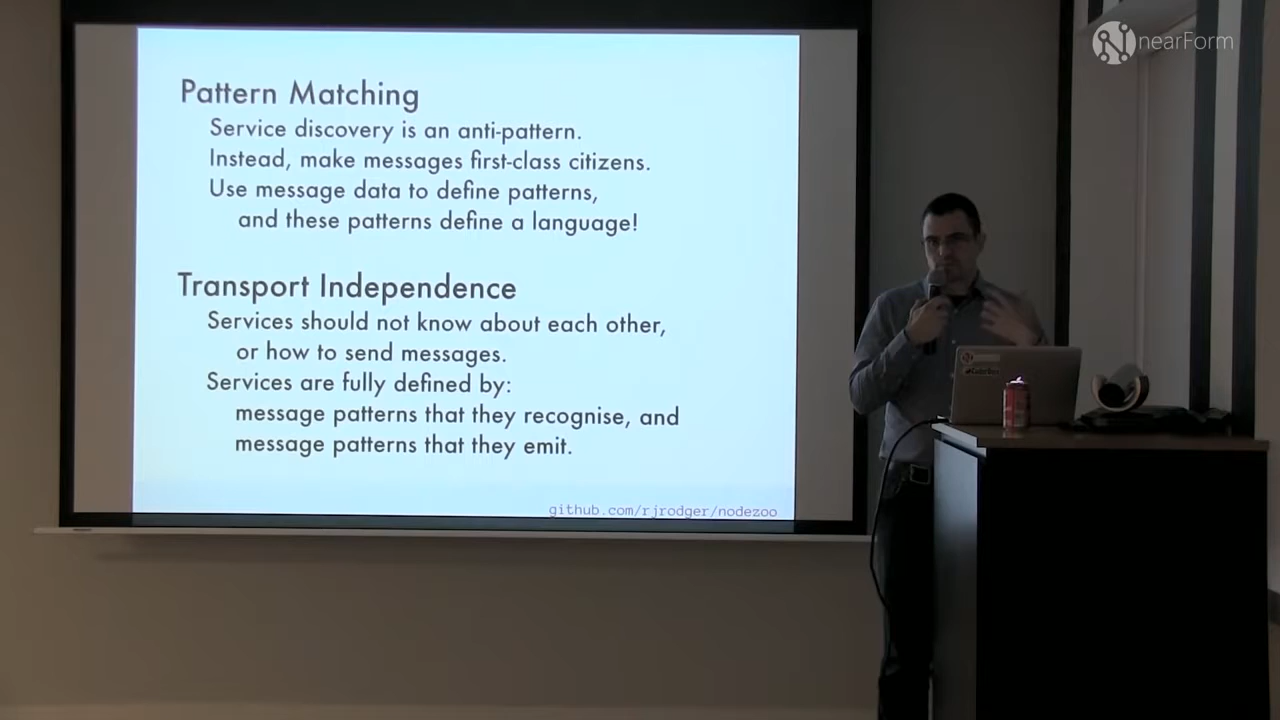 nearForm
Pattern Matching
Service discovery is an anti-pattern.
Instead, make messages first-class citizens.
Use message data to define patterns,
and these patterns define a language!
Transport Independence
Services should not know about each other,
or how to send messages.
Services are fully defined by:
message patterns that they recognise, and
message patterns that they emit.
github.com/rjrodger/nodezoo